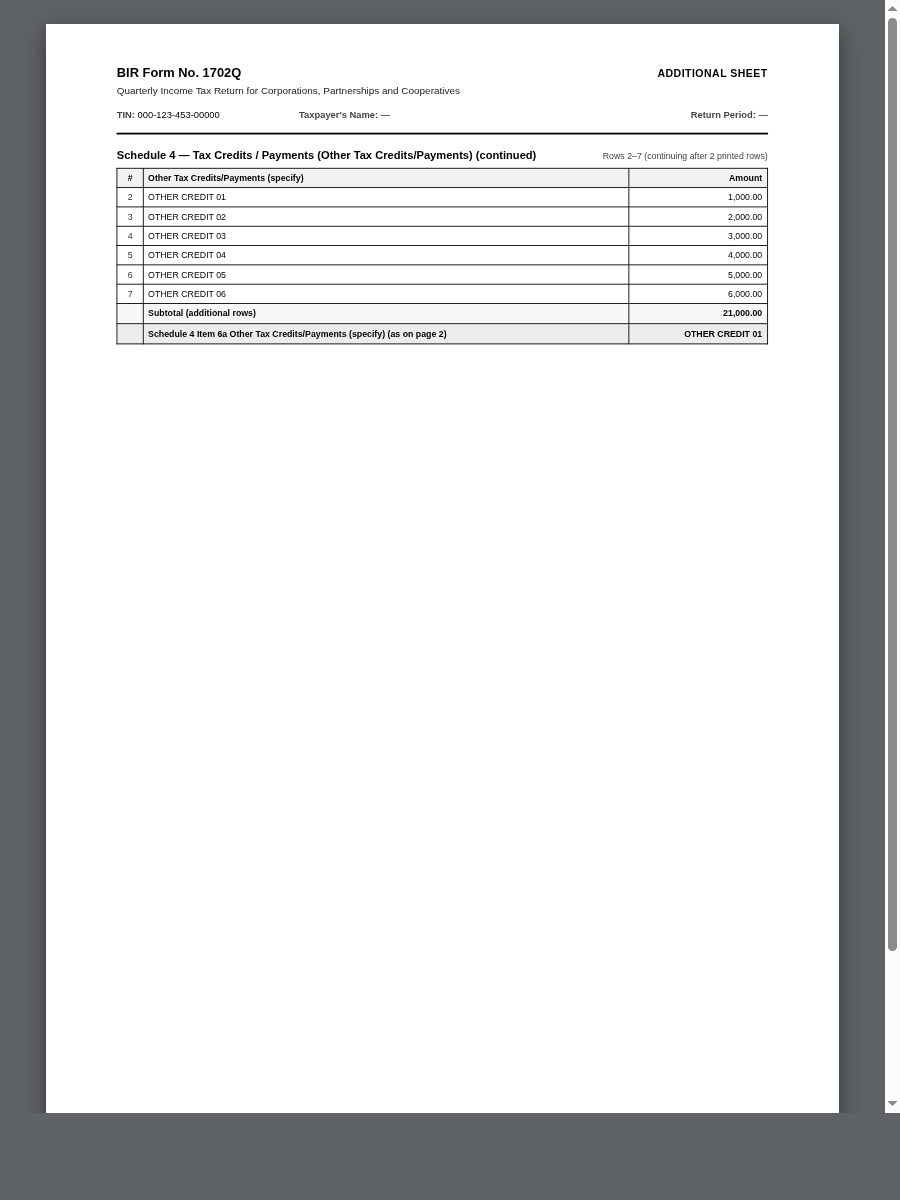 BIR Form No. 1702Q ADDITIONAL SHEET
Quarterly Income Tax Return for Corporations, Partnerships and Cooperatives
TIN: 000-123-453-00000 Taxpayer's Name: — Return Period: —
Schedule 4 — Tax Credits / Payments (Other Tax Credits/Payments) (continued) Rows 2–7 (continuing after 2 printed rows)
# Other Tax Credits/Payments (specify) Amount
2 OTHER CREDIT 01 1,000.00
3 OTHER CREDIT 02 2,000.00
4 OTHER CREDIT 03 3,000.00
5 OTHER CREDIT 04 4,000.00
6 OTHER CREDIT 05 5,000.00
7 OTHER CREDIT 06 6,000.00
Subtotal (additional rows) 21,000.00
Schedule 4 Item 6a Other Tax Credits/Payments (specify) (as on page 2) OTHER CREDIT 01